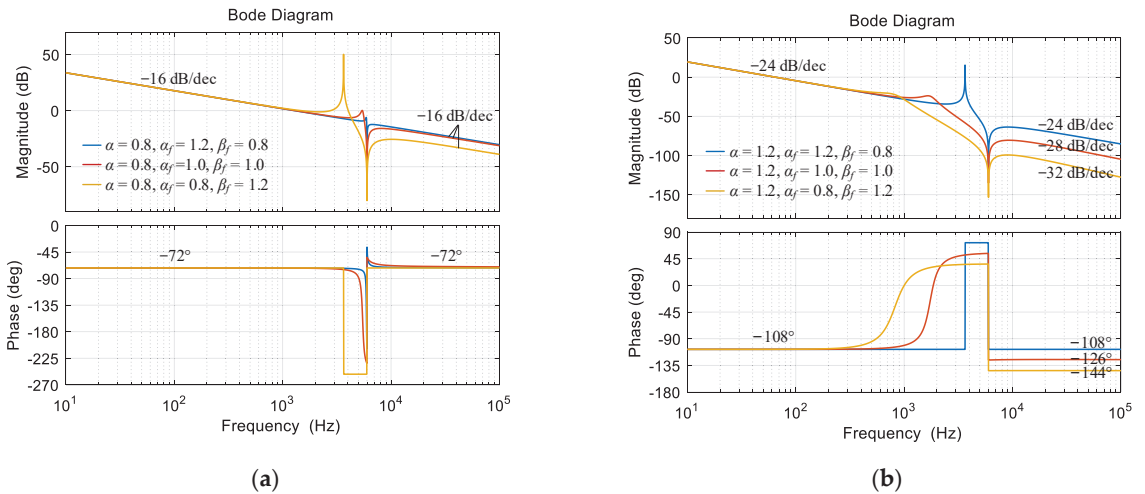 Bode Diagram
Magnitude (dB)
50
0
-50
−16 dB/dec
−16 dB/dec
α = 0.8, αf = 1.2, βf = 0.8
α = 0.8, αf =1.0, βf = 1.0
α = 0.8, αf = 0.8, βf = 1.2
Phase (deg)
0
-45
-90
-135
-180
-225
-270
−72°
−72°
10^1
10^2
10^3
10^4
10^5
Frequency (Hz)
(a)
Bode Diagram
Magnitude (dB)
50
0
-50
-100
-150
−24 dB/dec
−24 dB/dec
−28 dB/dec
−32 dB/dec
α = 1.2, αf = 1.2, βf = 0.8
α = 1.2, αf = 1.0, βf = 1.0
α = 1.2, αf = 0.8, βf = 1.2
Phase (deg)
90
45
0
-45
-90
-135
-180
−108°
−108°
−126°
−144°
10^1
10^2
10^3
10^4
10^5
Frequency (Hz)
(b)